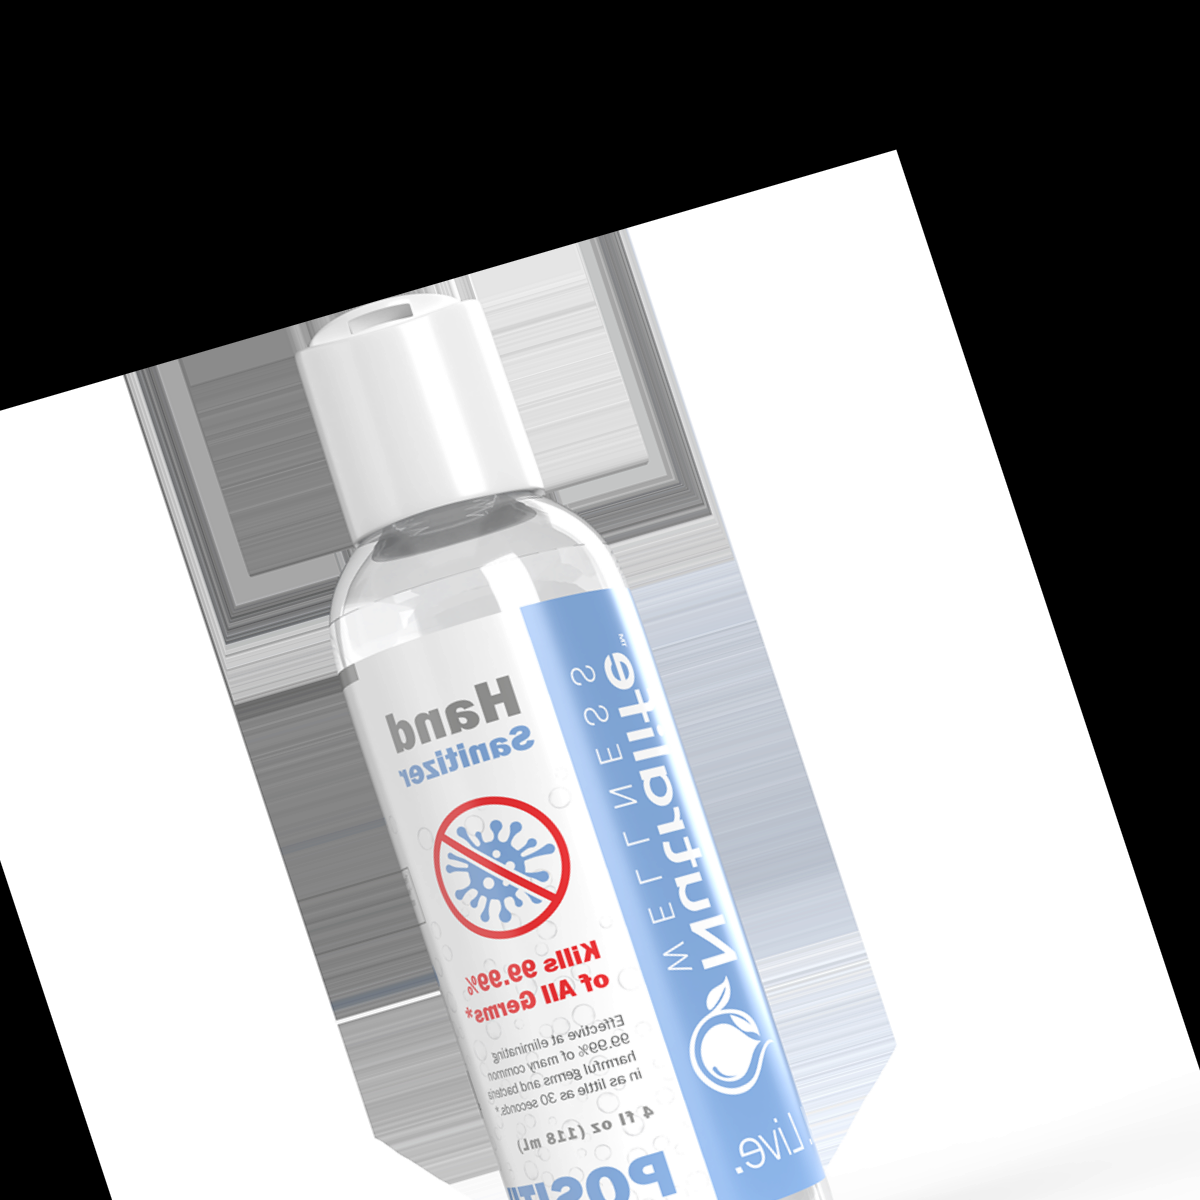 Hand
Sanitizer
Kills 99.99%
of All Germs*
Effective at eliminating
99.99% of many common
harmful germs and bacteria
in as little as 30 seconds*
4 fl oz (118 mL)
Nutralite™
WELLNESS
Live.